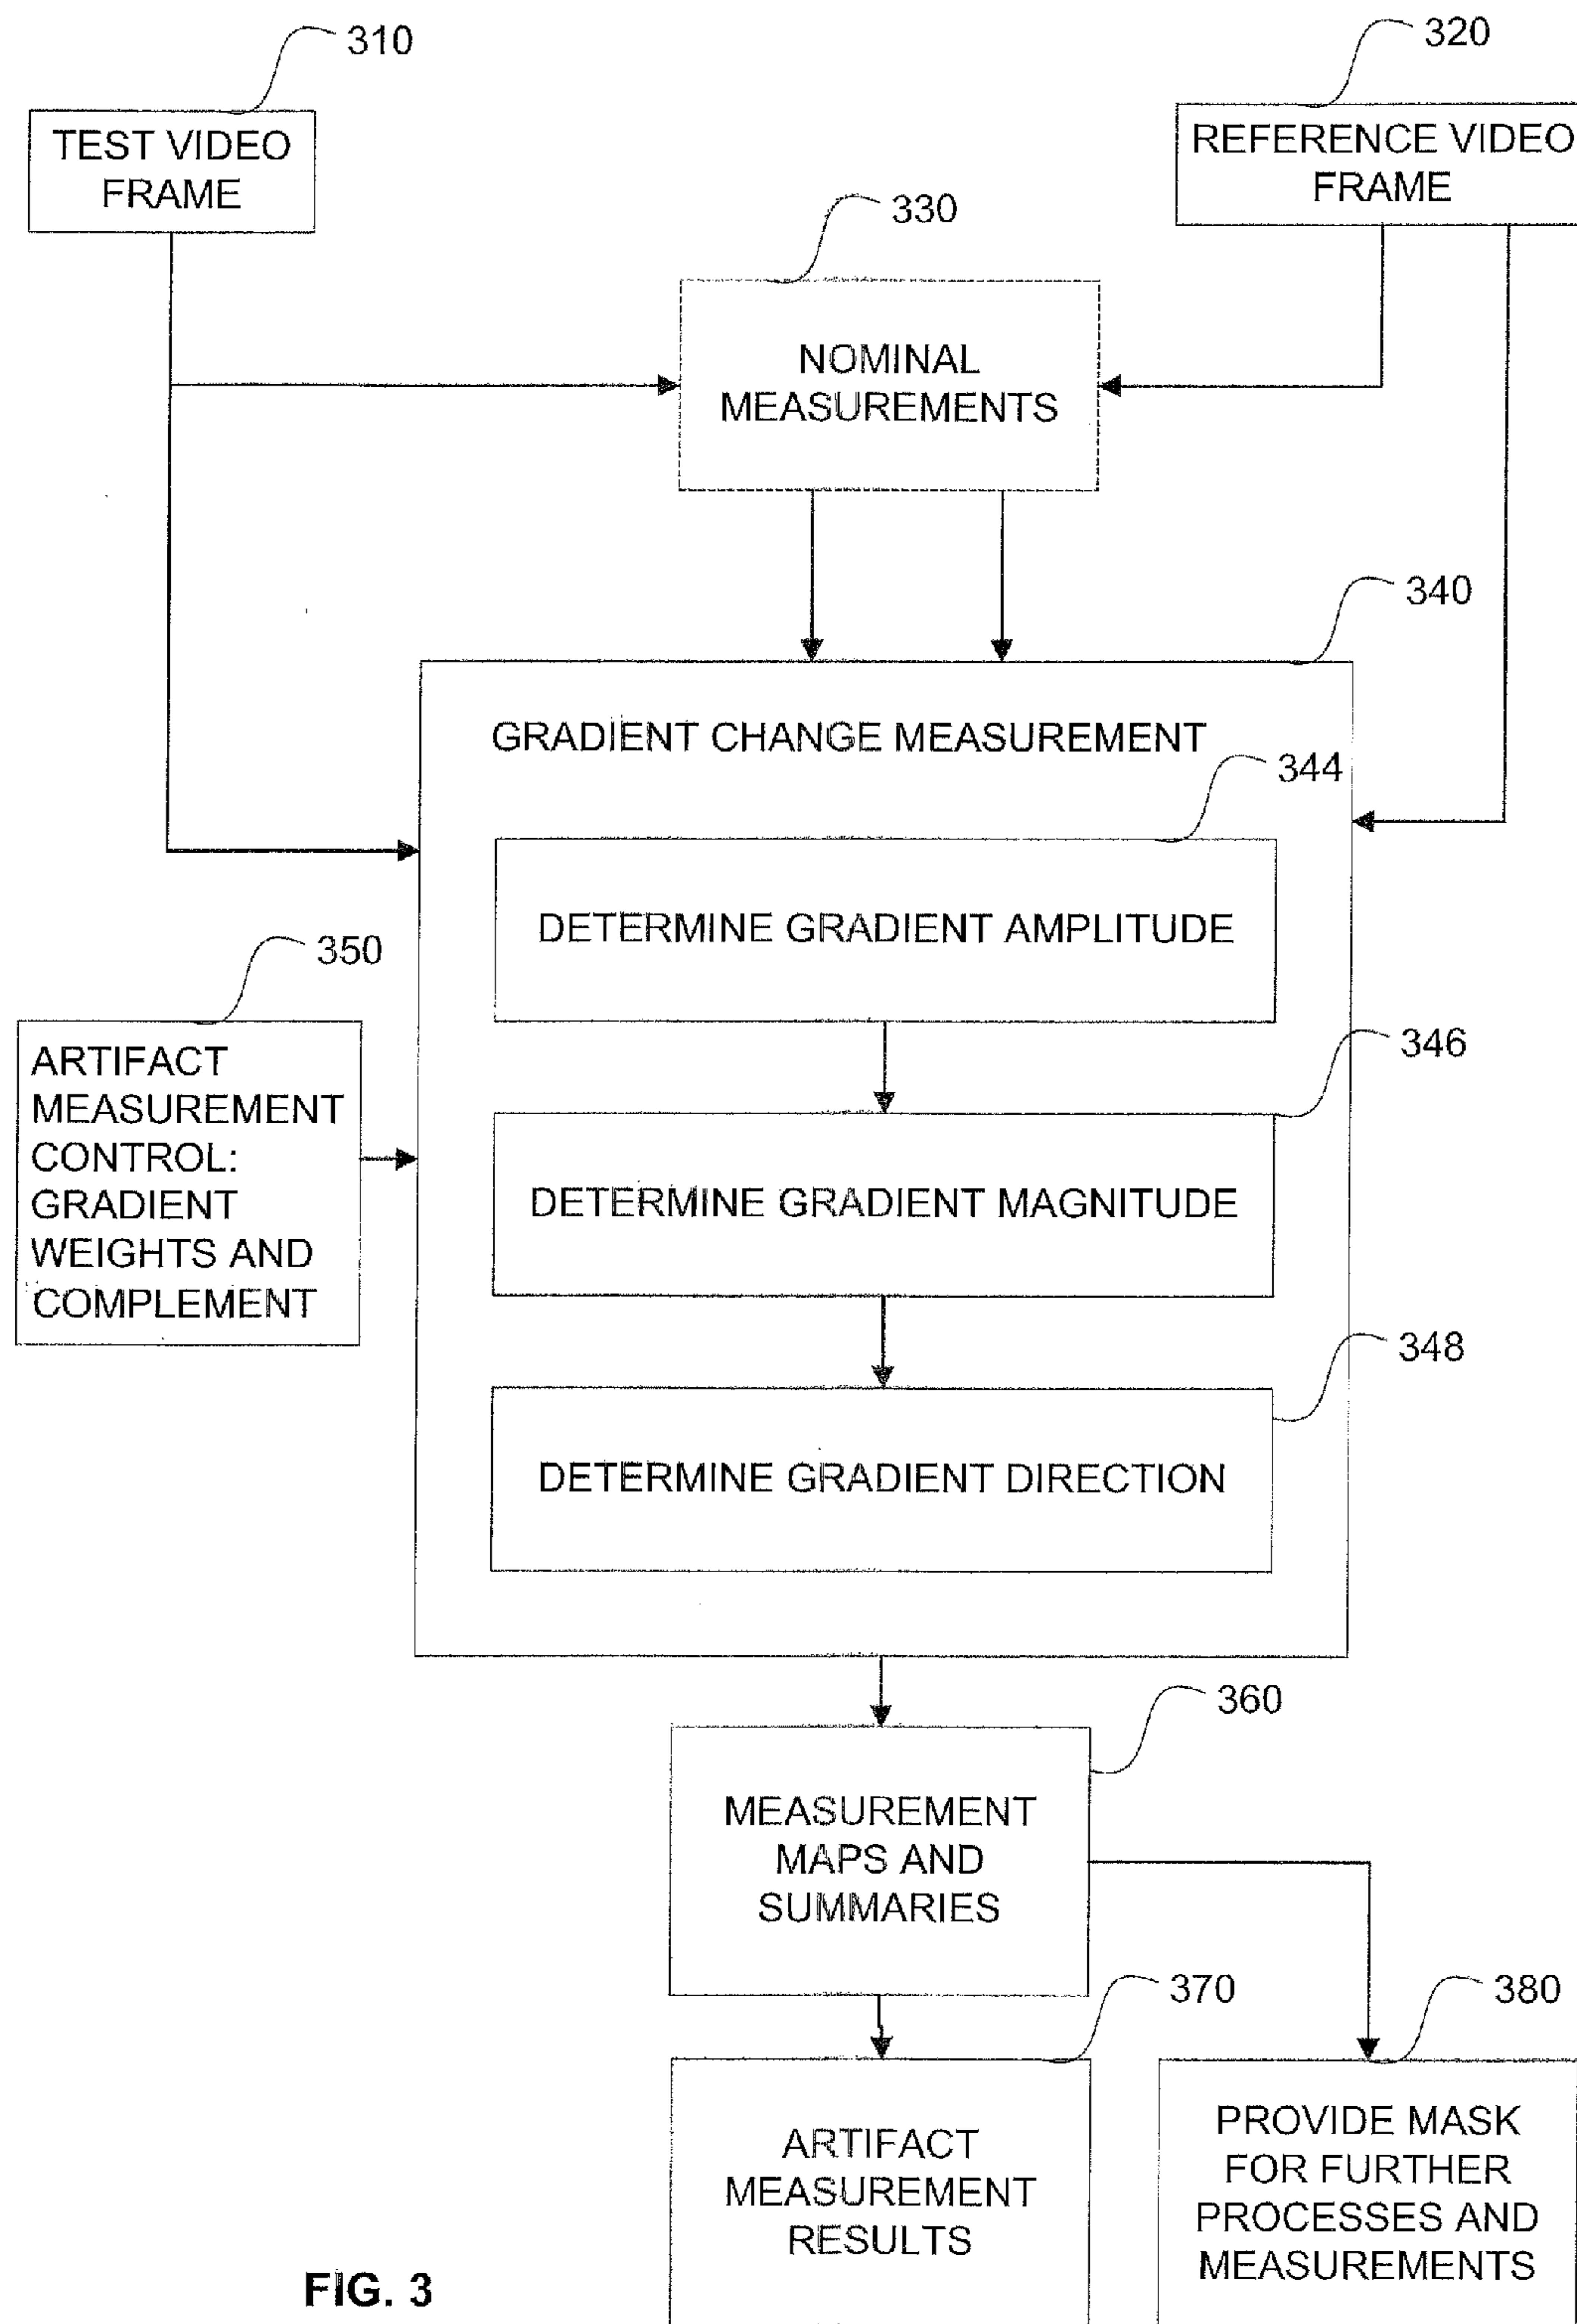 310
320
TEST VIDEO
FRAME
REFERENCE VIDEO
FRAME
330
NOMINAL
MEASUREMENTS
340
GRADIENT CHANGE MEASUREMENT
344
DETERMINE GRADIENT AMPLITUDE
350
ARTIFACT
MEASUREMENT
CONTROL:
GRADIENT
WEIGHTS AND
COMPLEMENT
346
DETERMINE GRADIENT MAGNITUDE
348
DETERMINE GRADIENT DIRECTION
360
MEASUREMENT
MAPS AND
SUMMARIES
370
380
ARTIFACT
MEASUREMENT
RESULTS
PROVIDE MASK
FOR FURTHER
PROCESSES AND
MEASUREMENTS
FIG. 3